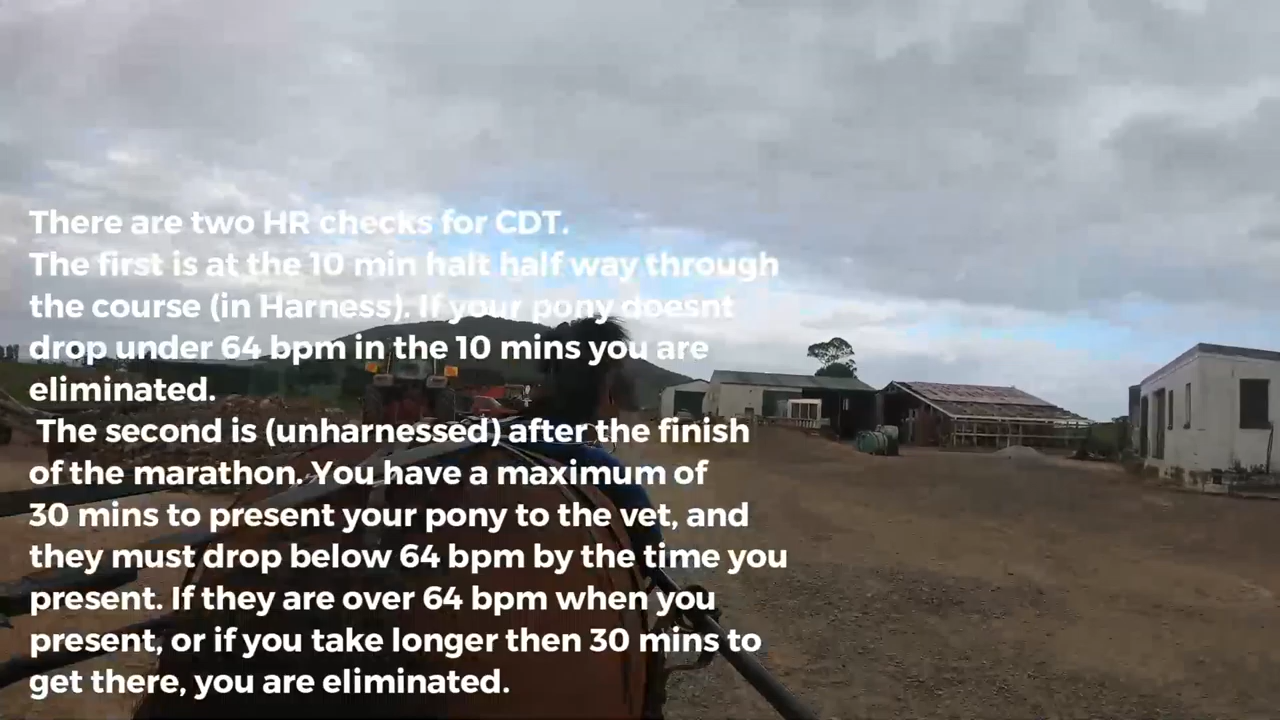 There are two HR checks for CDT.
The first is at the 10 min halt half way through
the course (in Harness). If your pony doesnt
drop under 64 bpm in the 10 mins you are
eliminated.
The second is (unharnessed) after the finish
of the marathon. You have a maximum of
30 mins to present your pony to the vet, and
they must drop below 64 bpm by the time you
present. If they are over 64 bpm when you
present, or if you take longer then 30 mins to
get there, you are eliminated.